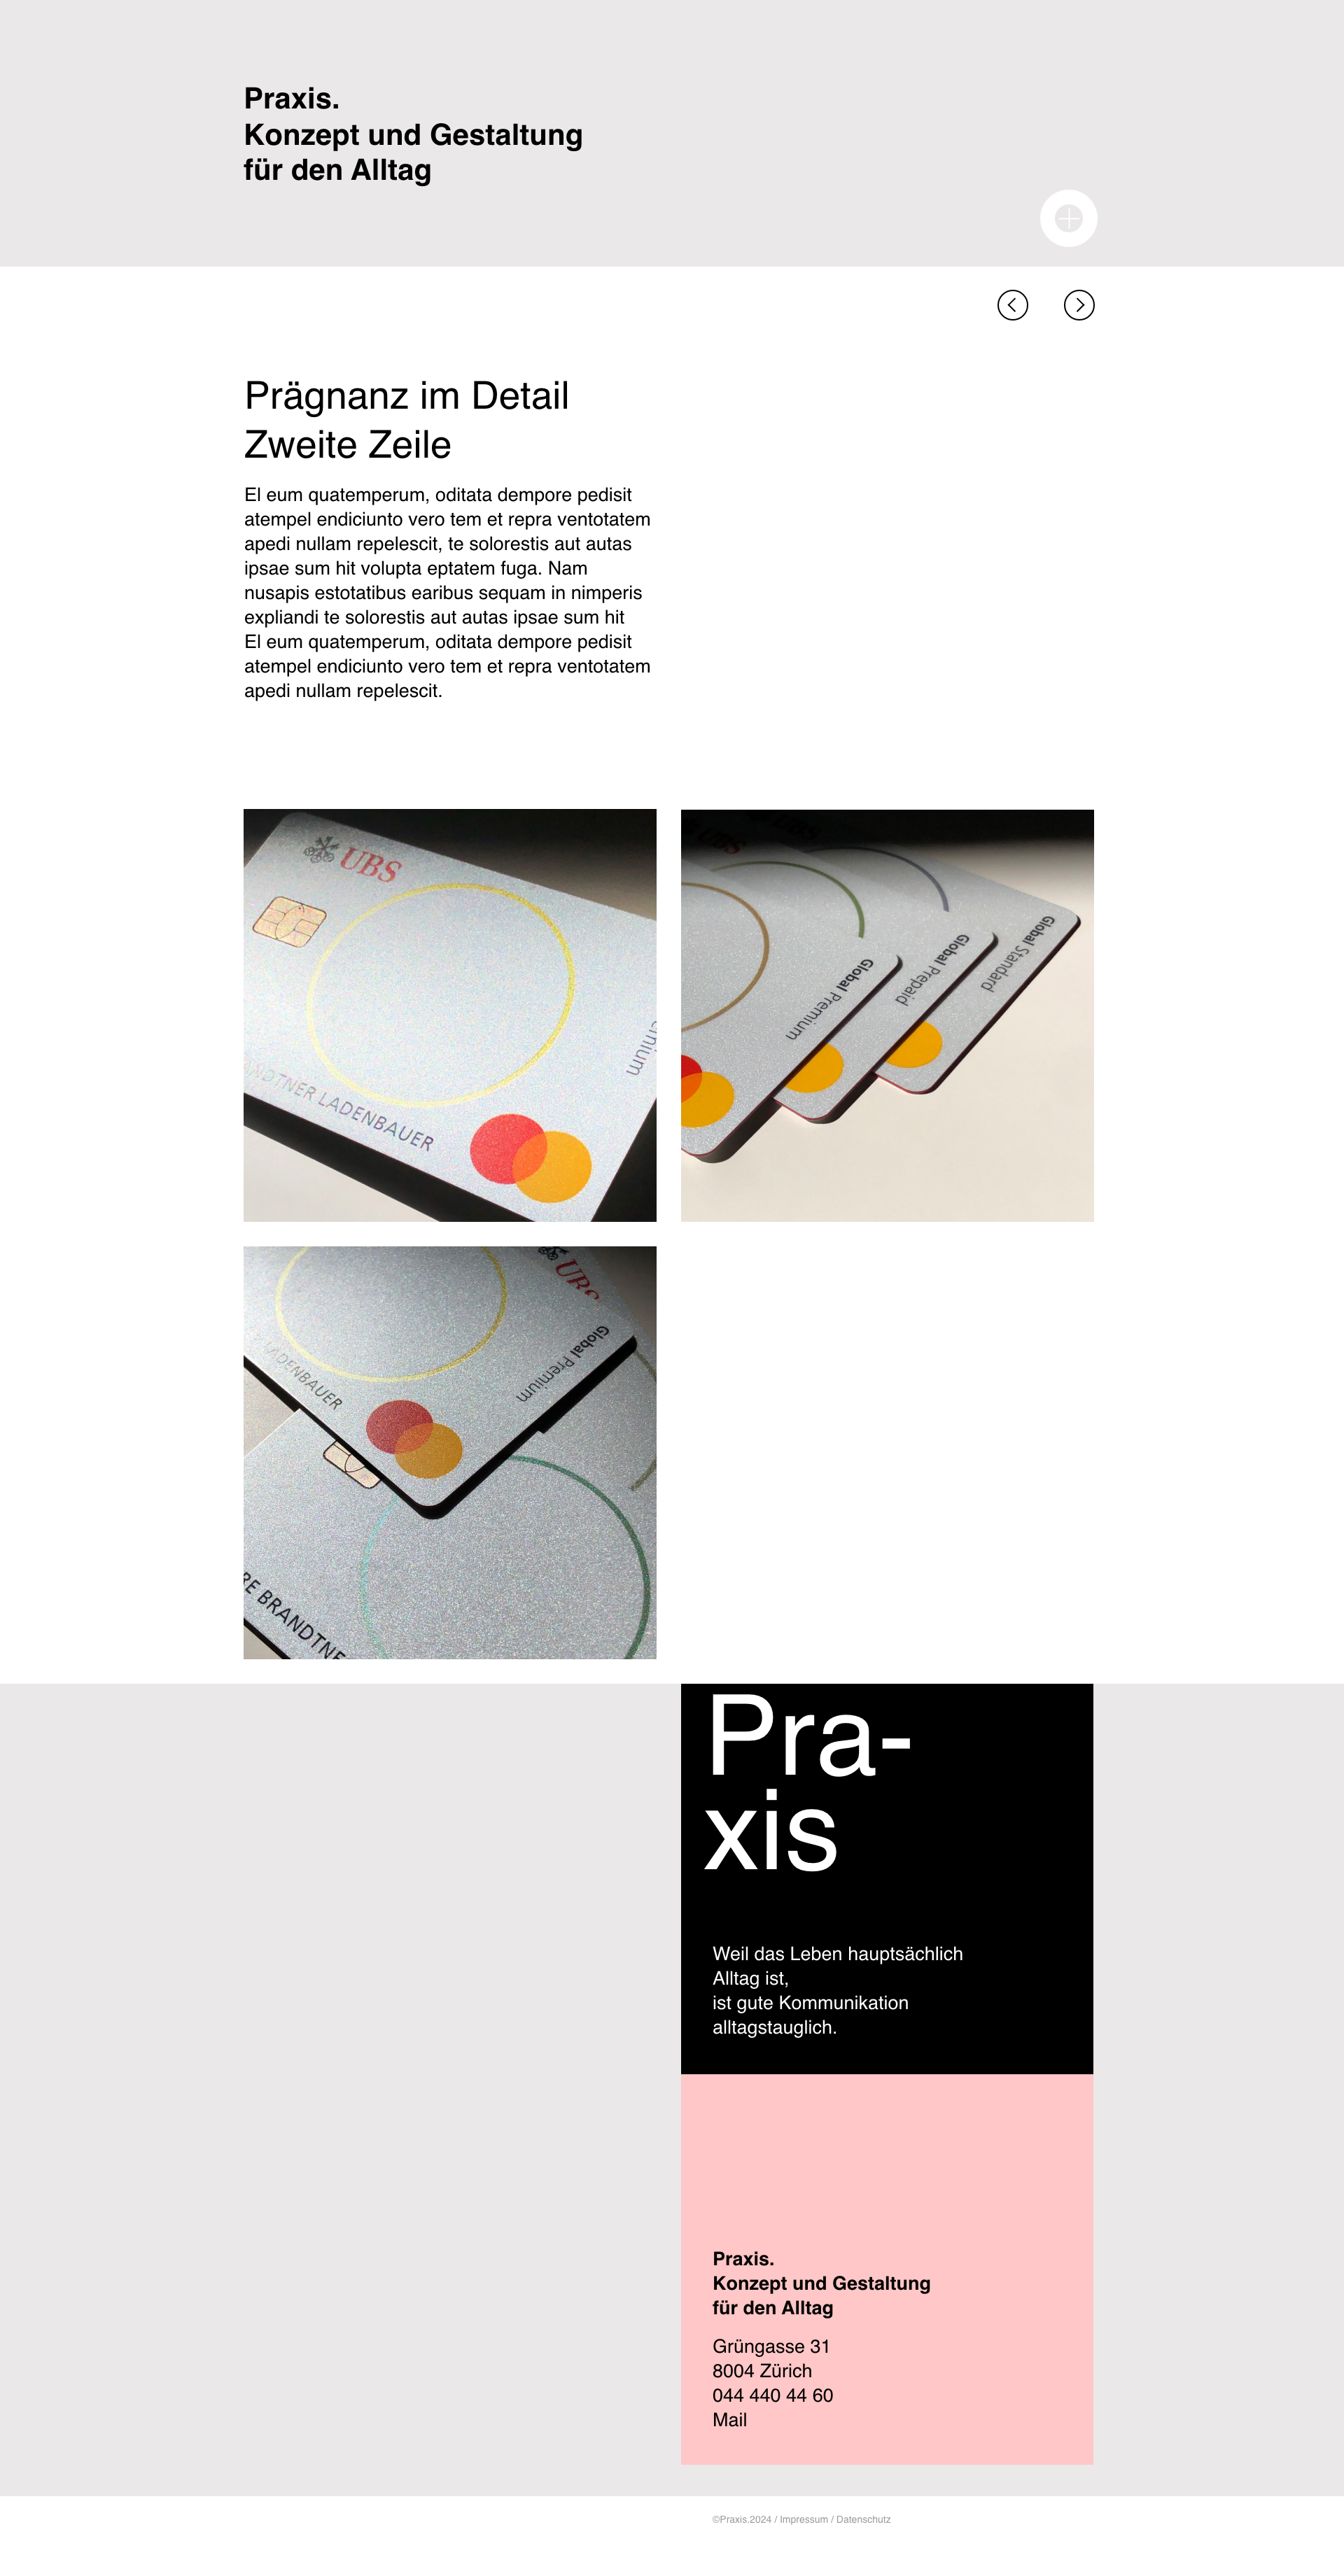 Praxis.
Konzept und Gestaltung
für den Alltag
Prägnanz im Detail
Zweite Zeile
El eum quatemperum, oditata dempore pedisit
atempel endiciunto vero tem et repra ventotatem
apedi nullam repelescit, te solorestis aut autas
ipsae sum hit volupta eptatem fuga. Nam
nusapis estotatibus earibus sequam in nimperis
expliandi te solorestis aut autas ipsae sum hit
El eum quatemperum, oditata dempore pedisit
atempel endiciunto vero tem et repra ventotatem
apedi nullam repelescit.
UBS
LADENBAUER
UBS
UBS
Global Premium
Global Prepaid
Global Standard
UBS
Global Premium
LADENBAUER
Pra-
xis
Weil das Leben hauptsächlich
Alltag ist,
ist gute Kommunikation
alltagstauglich.
Praxis.
Konzept und Gestaltung
für den Alltag
Grüngasse 31
8004 Zürich
044 440 44 60
Mail
©Praxis.2024 / Impressum / Datenschutz